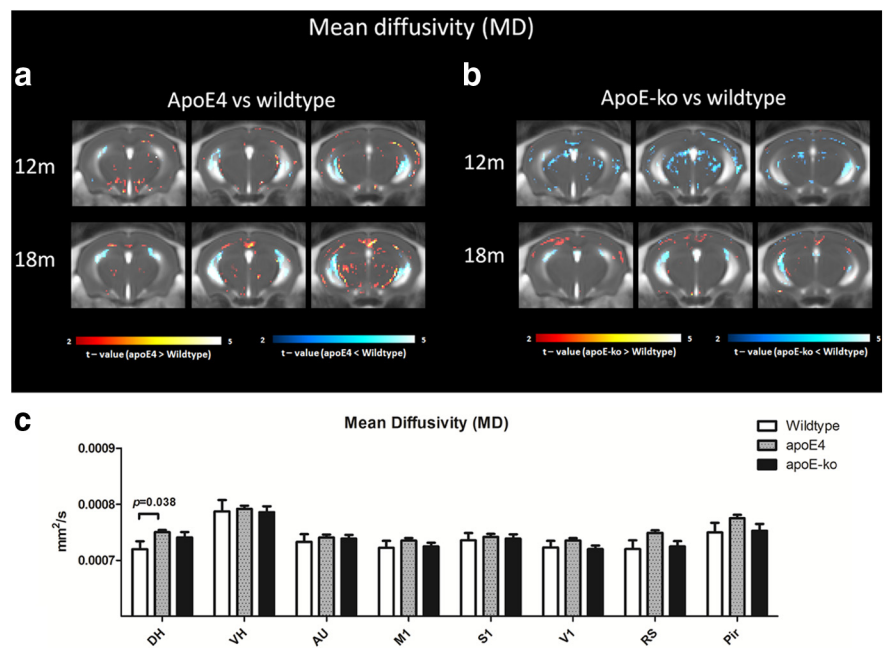 Mean diffusivity (MD)
a
ApoE4 vs wildtype
12m
18m
2
5
t – value (apoE4 > Wildtype)
2
5
t – value (apoE4 < Wildtype)
b
ApoE-ko vs wildtype
12m
18m
2
5
t – value (apoE-ko > Wildtype)
2
5
t – value (apoE-ko < Wildtype)
c
Mean Diffusivity (MD)
Wildtype
apoE4
apoE-ko
mm²/s
0.0009
0.0008
0.0007
p=0.038
DH
VH
AU
M1
S1
V1
RS
Pir